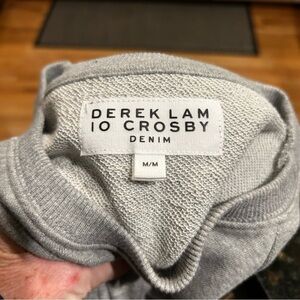 DEREK LAM
10 CROSBY
DENIM
M/M